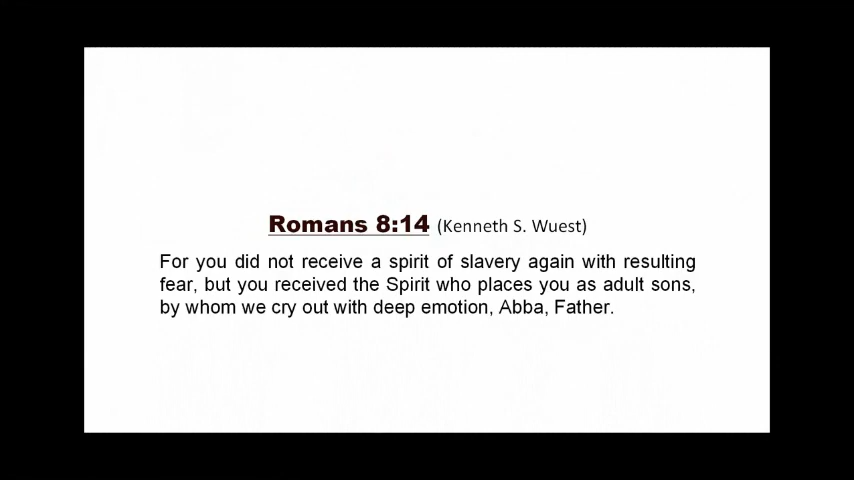 Romans 8:14 (Kenneth S. Wuest)
For you did not receive a spirit of slavery again with resulting
fear, but you received the Spirit who places you as adult sons,
by whom we cry out with deep emotion, Abba, Father.